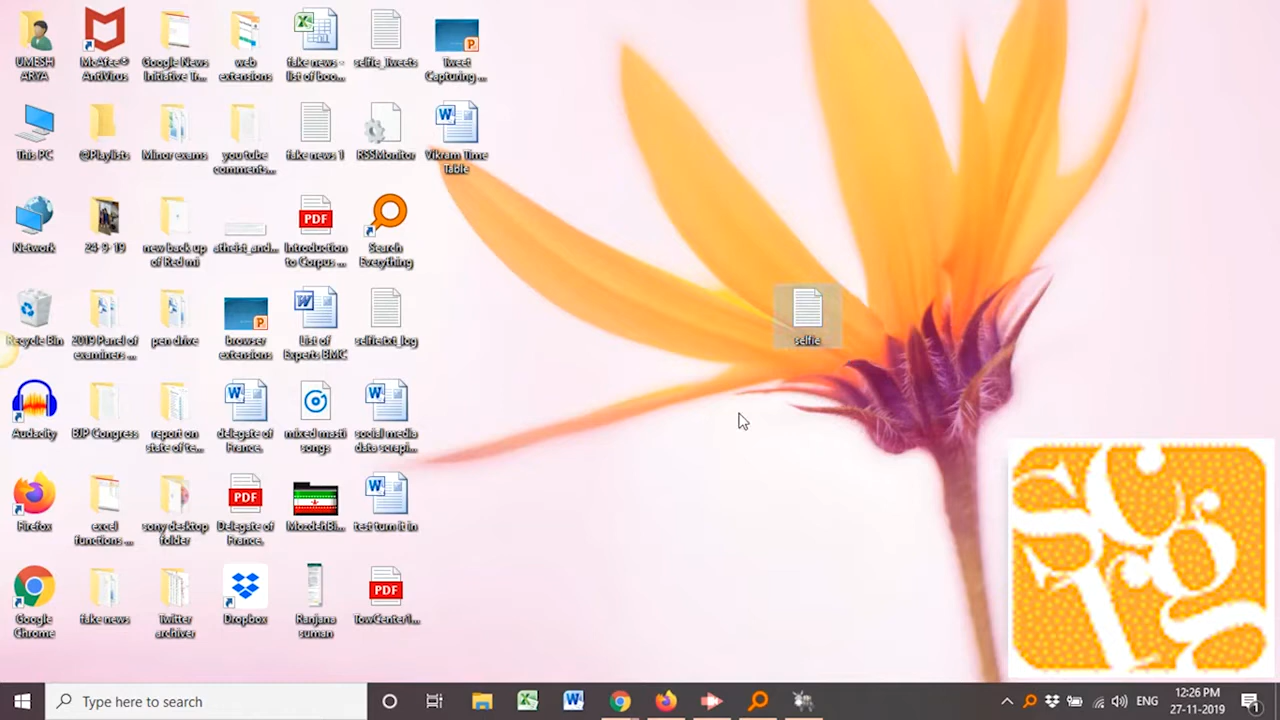 UMESH
ARYA
McAfee®
AntiVirus
Google News
Initiative Tr...
web
extensions
fake news -
list of boo...
selfie_Tweets
Tweet
Capturing ...
This PC
@Playlists
Minor exams
you tube
comments...
fake news 1
RSSMonitor
Vikram Time
Table
Network
24-9-19
new back up
of Red mi
atheist_and...
Introduction
to Corpus ...
Search
Everything
Recycle Bin
2019 Panel of
examiners ...
pen drive
browser
extensions
List of
Experts BMC
selfie.txt_log
selfie
Audacity
BJP Congress
report on
state of te...
delegate of
France.
mixed masti
songs
social media
data scrapi...
Firefox
excel
functions ...
sony desktop
folder
Delegate of
France.
MozdehBi...
test turn it in
Google
Chrome
fake news
Twitter
archiver
Dropbox
Ranjana
suman
TowCenter1...
Type here to search
ENG
12:26 PM
27-11-2019